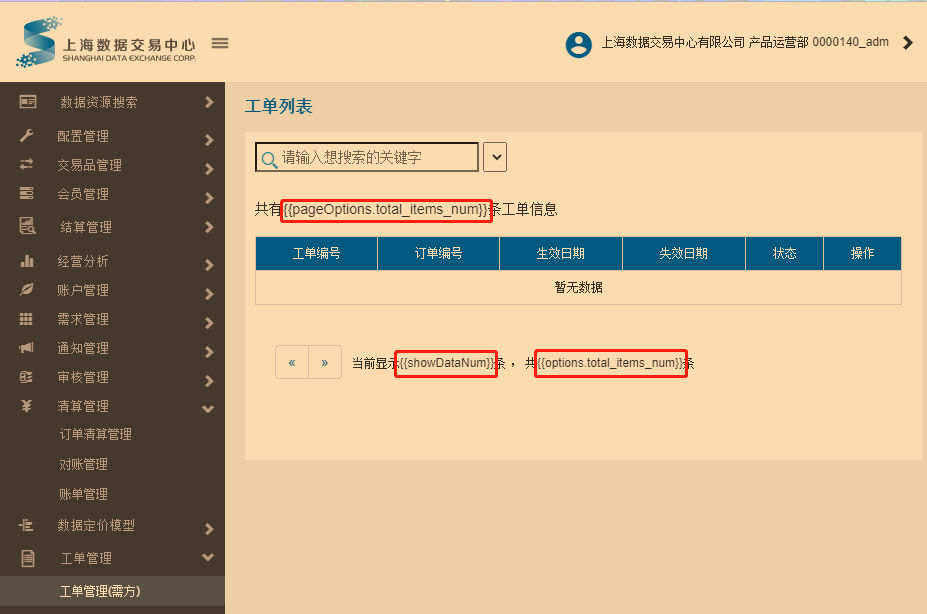 上海数据交易中心
SHANGHAI DATA EXCHANGE CORP.
上海数据交易中心有限公司 产品运营部 0000140_adm
数据资源搜索
配置管理
交易品管理
会员管理
结算管理
经营分析
账户管理
需求管理
通知管理
审核管理
清算管理
订单清算管理
对账管理
账单管理
数据定价模型
工单管理
工单管理(需方)
工单列表
请输入想搜索的关键字
共有{{pageOptions.total_items_num}}条工单信息
工单编号 订单编号 生效日期 失效日期 状态 操作
暂无数据
« » 当前显示{{showDataNum}}条 ， 共{{options.total_items_num}}条